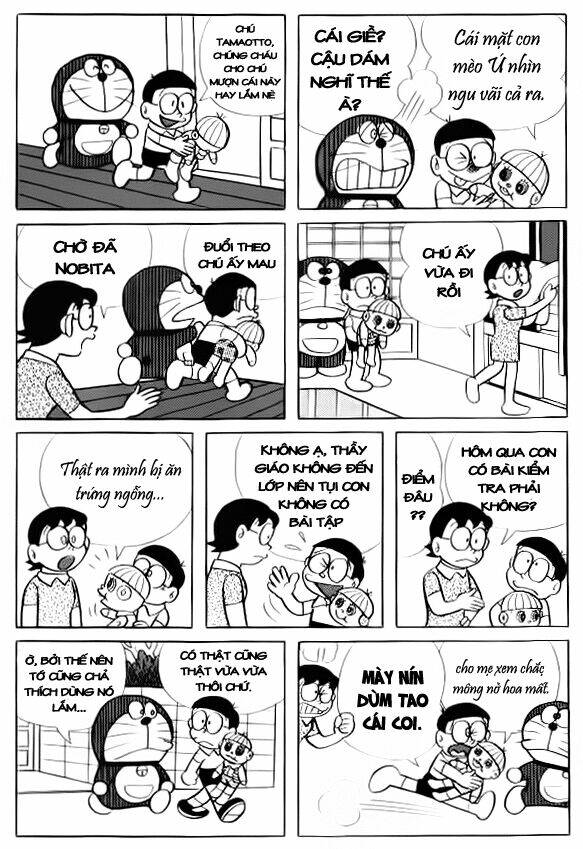 Cái mặt con
mèo Ú nhìn
ngu vãi cả ra.
CÁI GIỀ?
CẬU DÁM
NGHĨ THẾ
À?
CHÚ
TAMAOTTO,
CHÚNG CHÁU
CHO CHÚ
MƯỢN CÁI NÀY
HAY LẮM NÈ
CHÚ ẤY
VỪA ĐI
RỒI
ĐUỔI THEO
CHÚ ẤY MAU
CHỜ ĐÃ
NOBITA
HÔM QUA CON
CÓ BÀI KIỂM
TRA PHẢI
KHÔNG?
ĐIỂM
ĐÂU
??
KHÔNG Ạ, THẦY
GIÁO KHÔNG ĐẾN
LỚP NÊN TỤI CON
KHÔNG CÓ
BÀI TẬP
Thật ra mình bị ăn
trứng ngỗng...
cho mẹ xem chắc
mông nở hoa mất.
MÀY NÍN
DÙM TAO
CÁI COI.
CÓ THẬT CŨNG
THẬT VỪA VỪA
THÔI CHỨ.
Ờ, BỞI THẾ NÊN
TỚ CŨNG CHẢ
THÍCH DÙNG NÓ
LẮM...